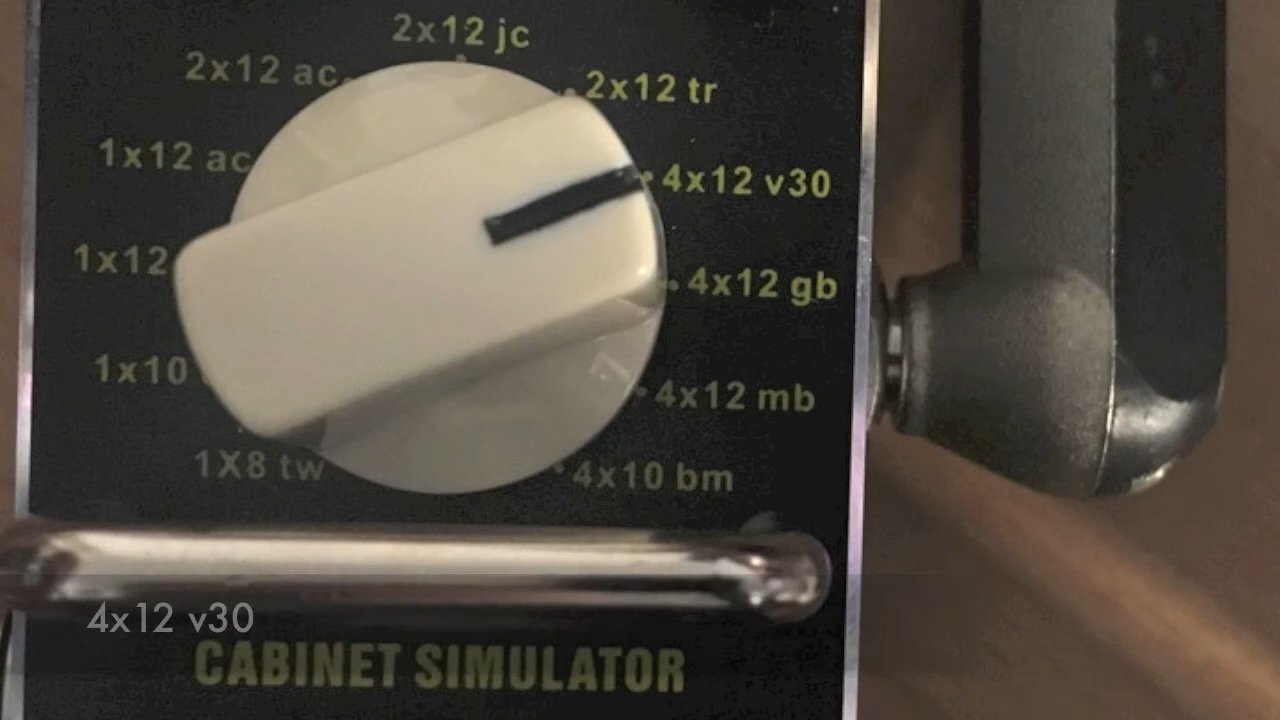 2x12 jc
2x12 ac
2x12 tr
1x12 ac
4x12 v30
1x12
4x12 gb
1x10
4x12 mb
1X8 tw
4x10 bm
4x12 v30
CABINET SIMULATOR